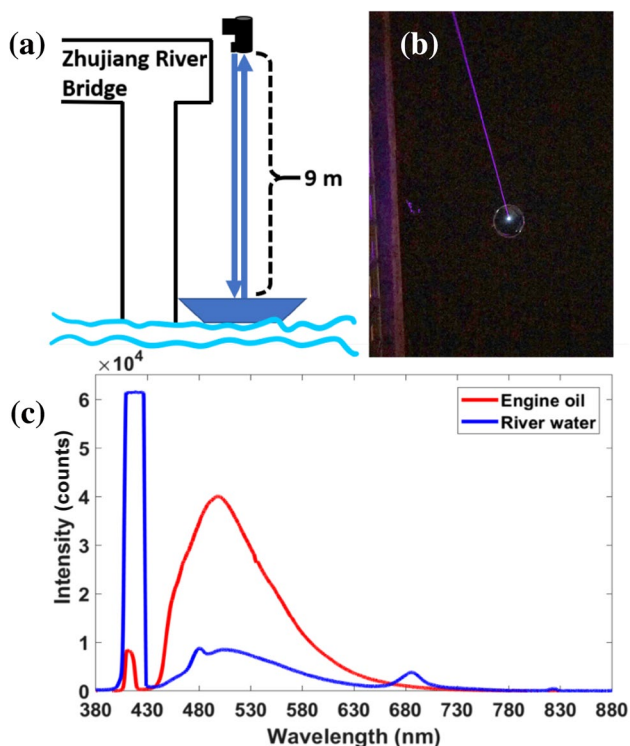 (a)
Zhujiang River
Bridge
9 m
(b)
(c)
×10⁴
6
5
4
3
2
1
0
Intensity (counts)
Engine oil
River water
380 430 480 530 580 630 680 730 780 830 880
Wavelength (nm)